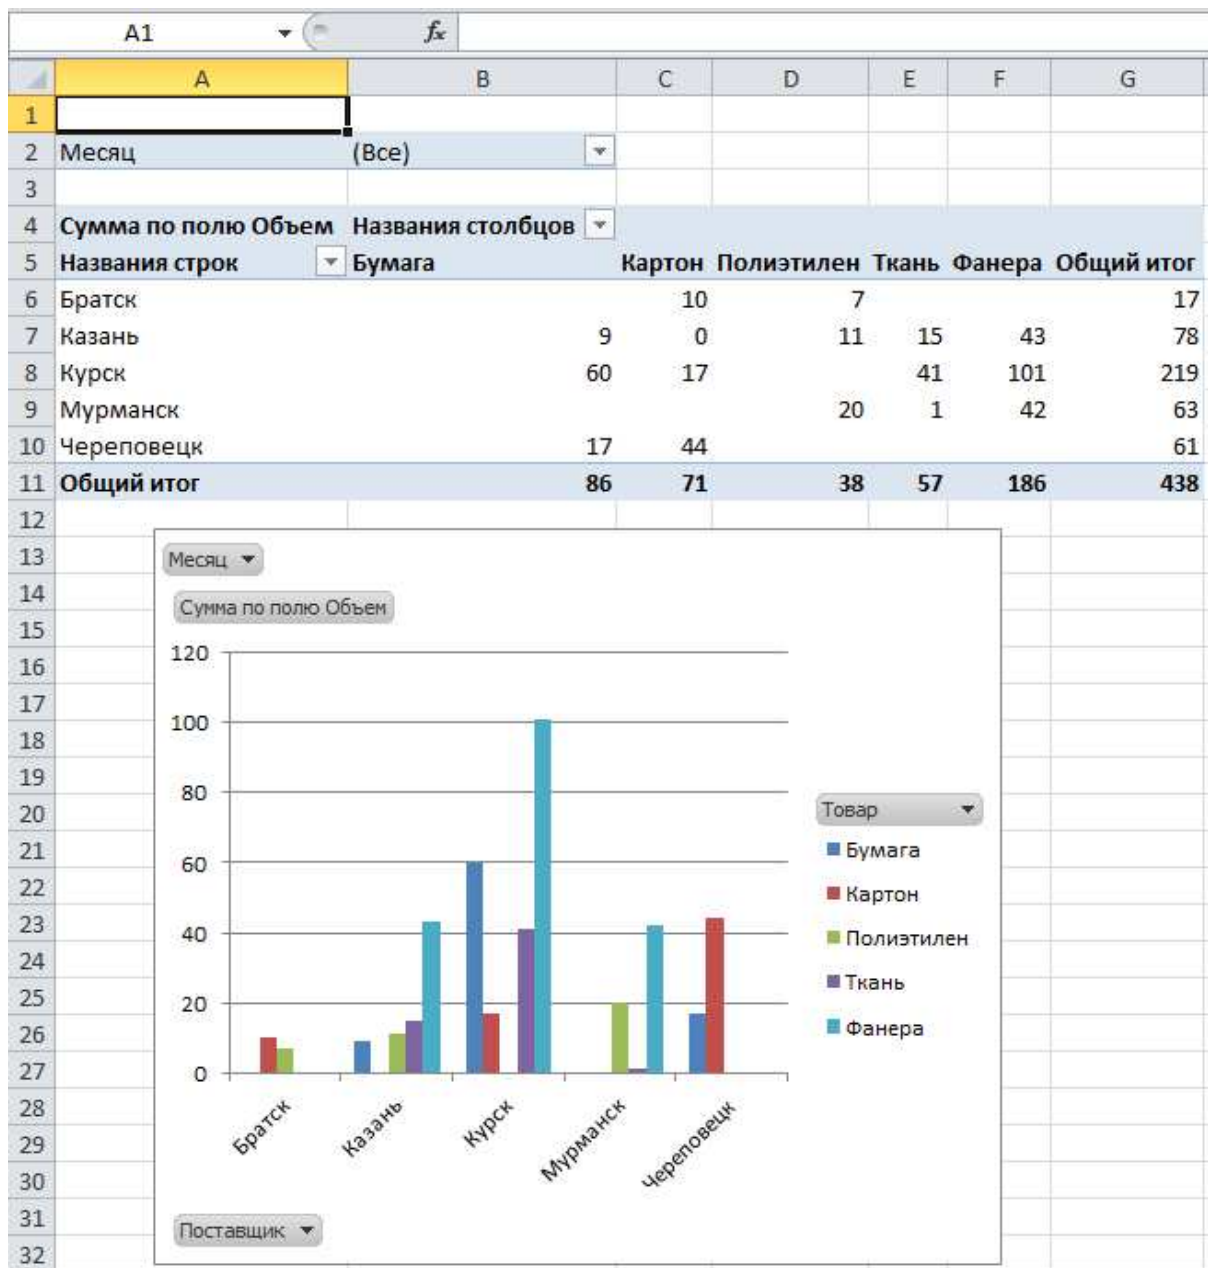 A1 fx
A B C D E F G
1
2 Месяц (Все)
3
4 Сумма по полю Объем Названия столбцов
5 Названия строк Бумага Картон Полиэтилен Ткань Фанера Общий итог
6 Братск 10 7 17
7 Казань 9 0 11 15 43 78
8 Курск 60 17 41 101 219
9 Мурманск 20 1 42 63
10 Череповецк 17 44 61
11 Общий итог 86 71 38 57 186 438
12
13
14
15
16
17
18
19
20
21
22
23
24
25
26
27
28
29
30
31
32
Месяц
Сумма по полю Объем
120
100
80
60
40
20
0
Братск Казань Курск Мурманск Череповецк
Товар
Бумага
Картон
Полиэтилен
Ткань
Фанера
Поставщик